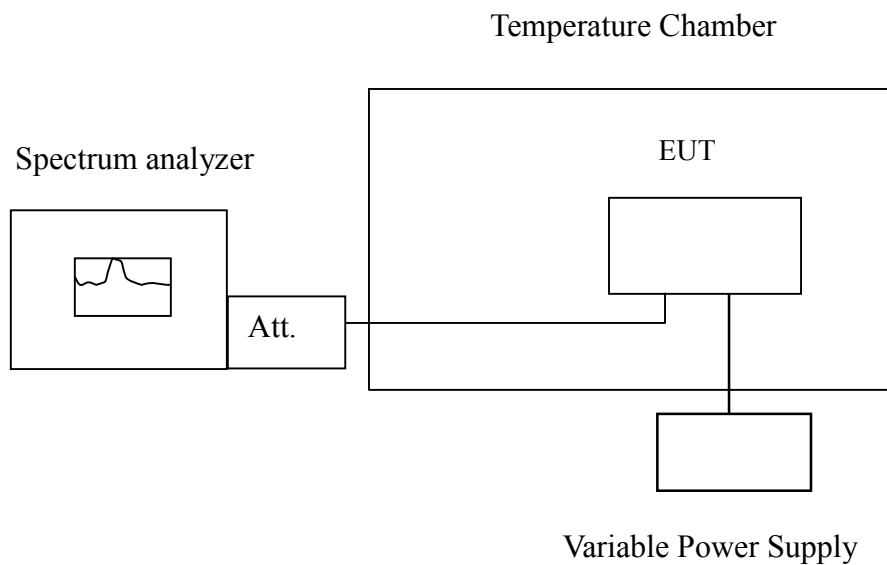 Temperature Chamber
Spectrum analyzer
EUT
Att.
Variable Power Supply